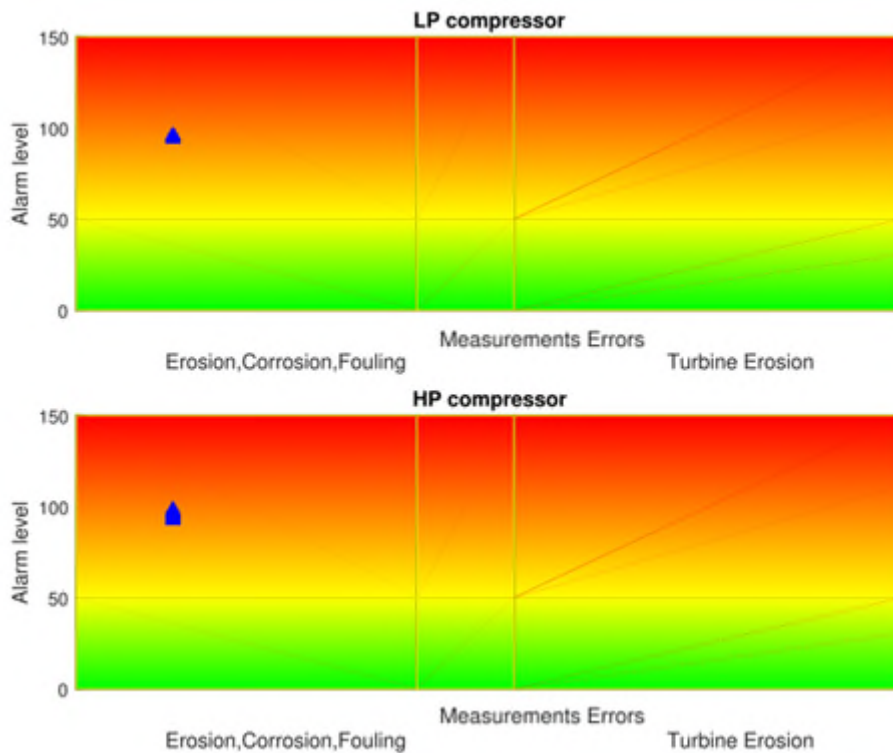 LP compressor
150
100
50
0
Alarm level
Measurements Errors
Erosion,Corrosion,Fouling Turbine Erosion
HP compressor
150
100
50
0
Alarm level
Measurements Errors
Erosion,Corrosion,Fouling Turbine Erosion